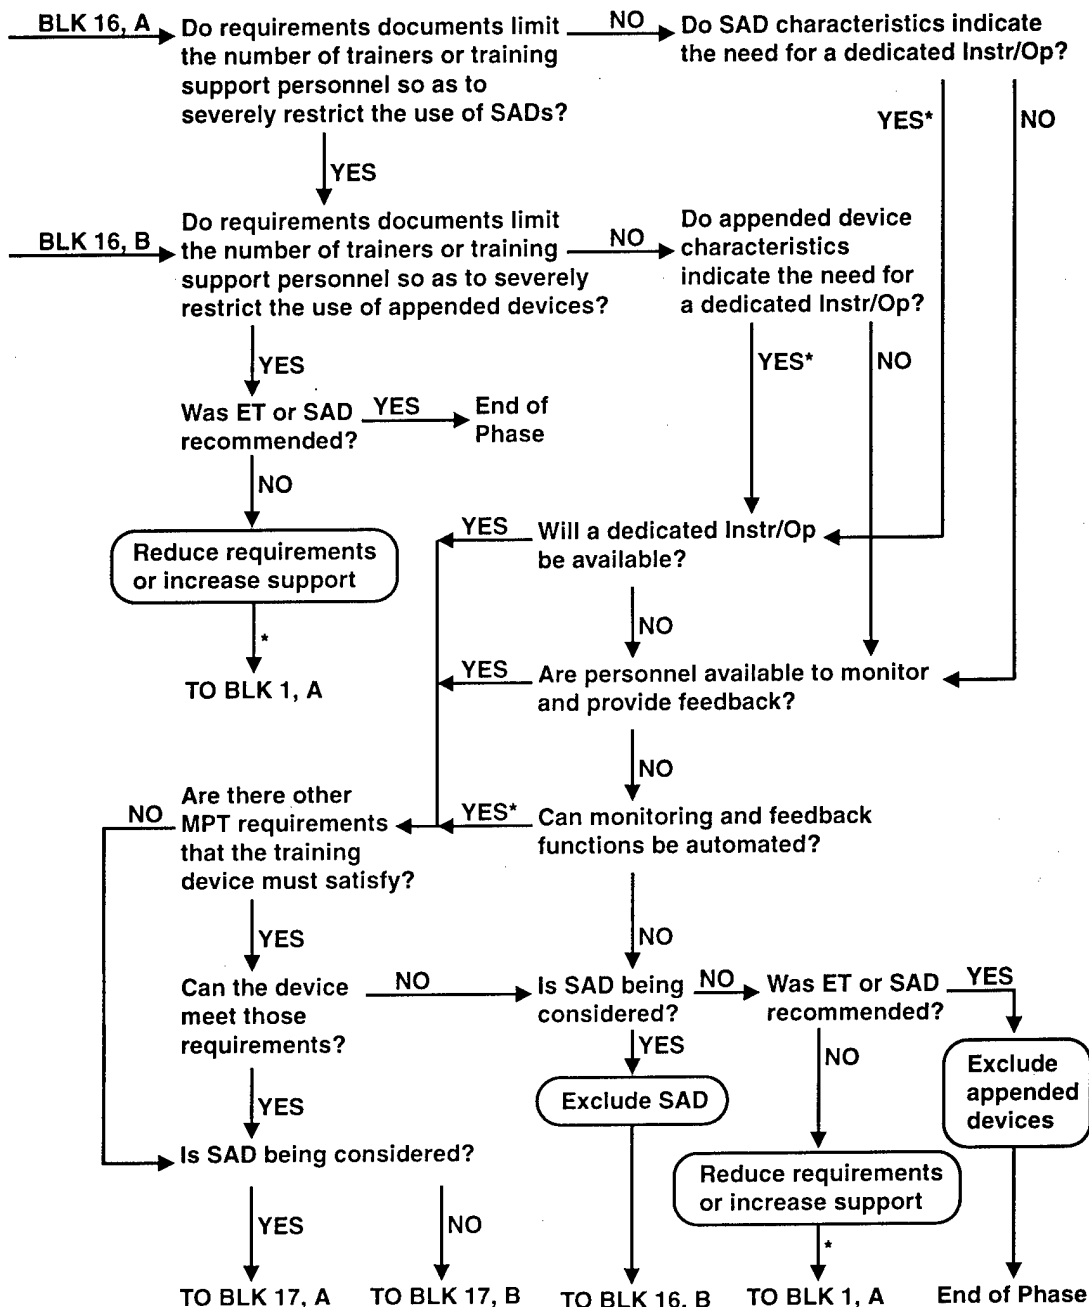 BLK 16, A
Do requirements documents limit
the number of trainers or training
support personnel so as to
severely restrict the use of SADs?
NO
Do SAD characteristics indicate
the need for a dedicated Instr/Op?
YES*
NO
YES
BLK 16, B
Do requirements documents limit
the number of trainers or training
support personnel so as to severely
restrict the use of appended devices?
NO
Do appended device
characteristics
indicate the need for
a dedicated Instr/Op?
YES
YES*
NO
Was ET or SAD
recommended?
YES
End of
Phase
NO
Reduce requirements
or increase support
*
TO BLK 1, A
YES
Will a dedicated Instr/Op
be available?
NO
YES
Are personnel available to monitor
and provide feedback?
NO
NO
Are there other
MPT requirements
that the training
device must satisfy?
YES*
Can monitoring and feedback
functions be automated?
YES
NO
Can the device
meet those
requirements?
NO
Is SAD being
considered?
NO
Was ET or SAD
recommended?
YES
YES
YES
NO
Exclude SAD
Exclude
appended
devices
Is SAD being considered?
Reduce requirements
or increase support
YES
NO
*
TO BLK 17, A
TO BLK 17, B
TO BLK 16, B
TO BLK 1, A
End of Phase